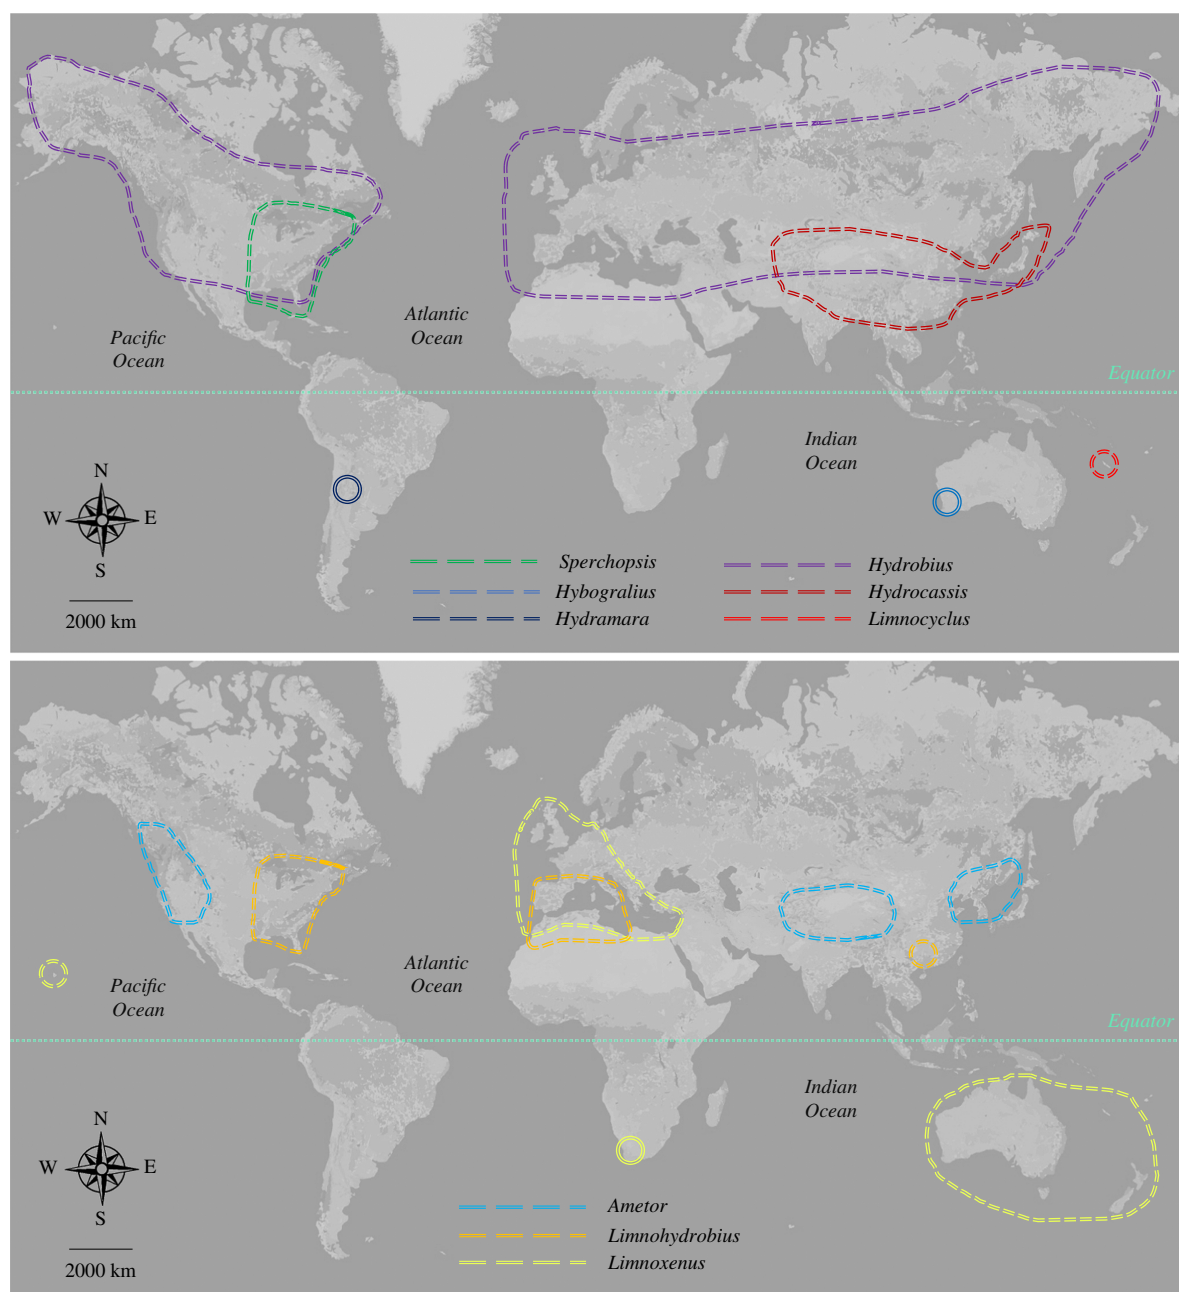 Pacific
Ocean
Atlantic
Ocean
Equator
Indian
Ocean
N
W
E
S
2000 km
Sperchopsis
Hybogralius
Hydramara
Hydrobius
Hydrocassis
Limnocyclus
Pacific
Ocean
Atlantic
Ocean
Equator
Indian
Ocean
N
W
E
S
2000 km
Ametor
Limnohydrobius
Limnoxenus